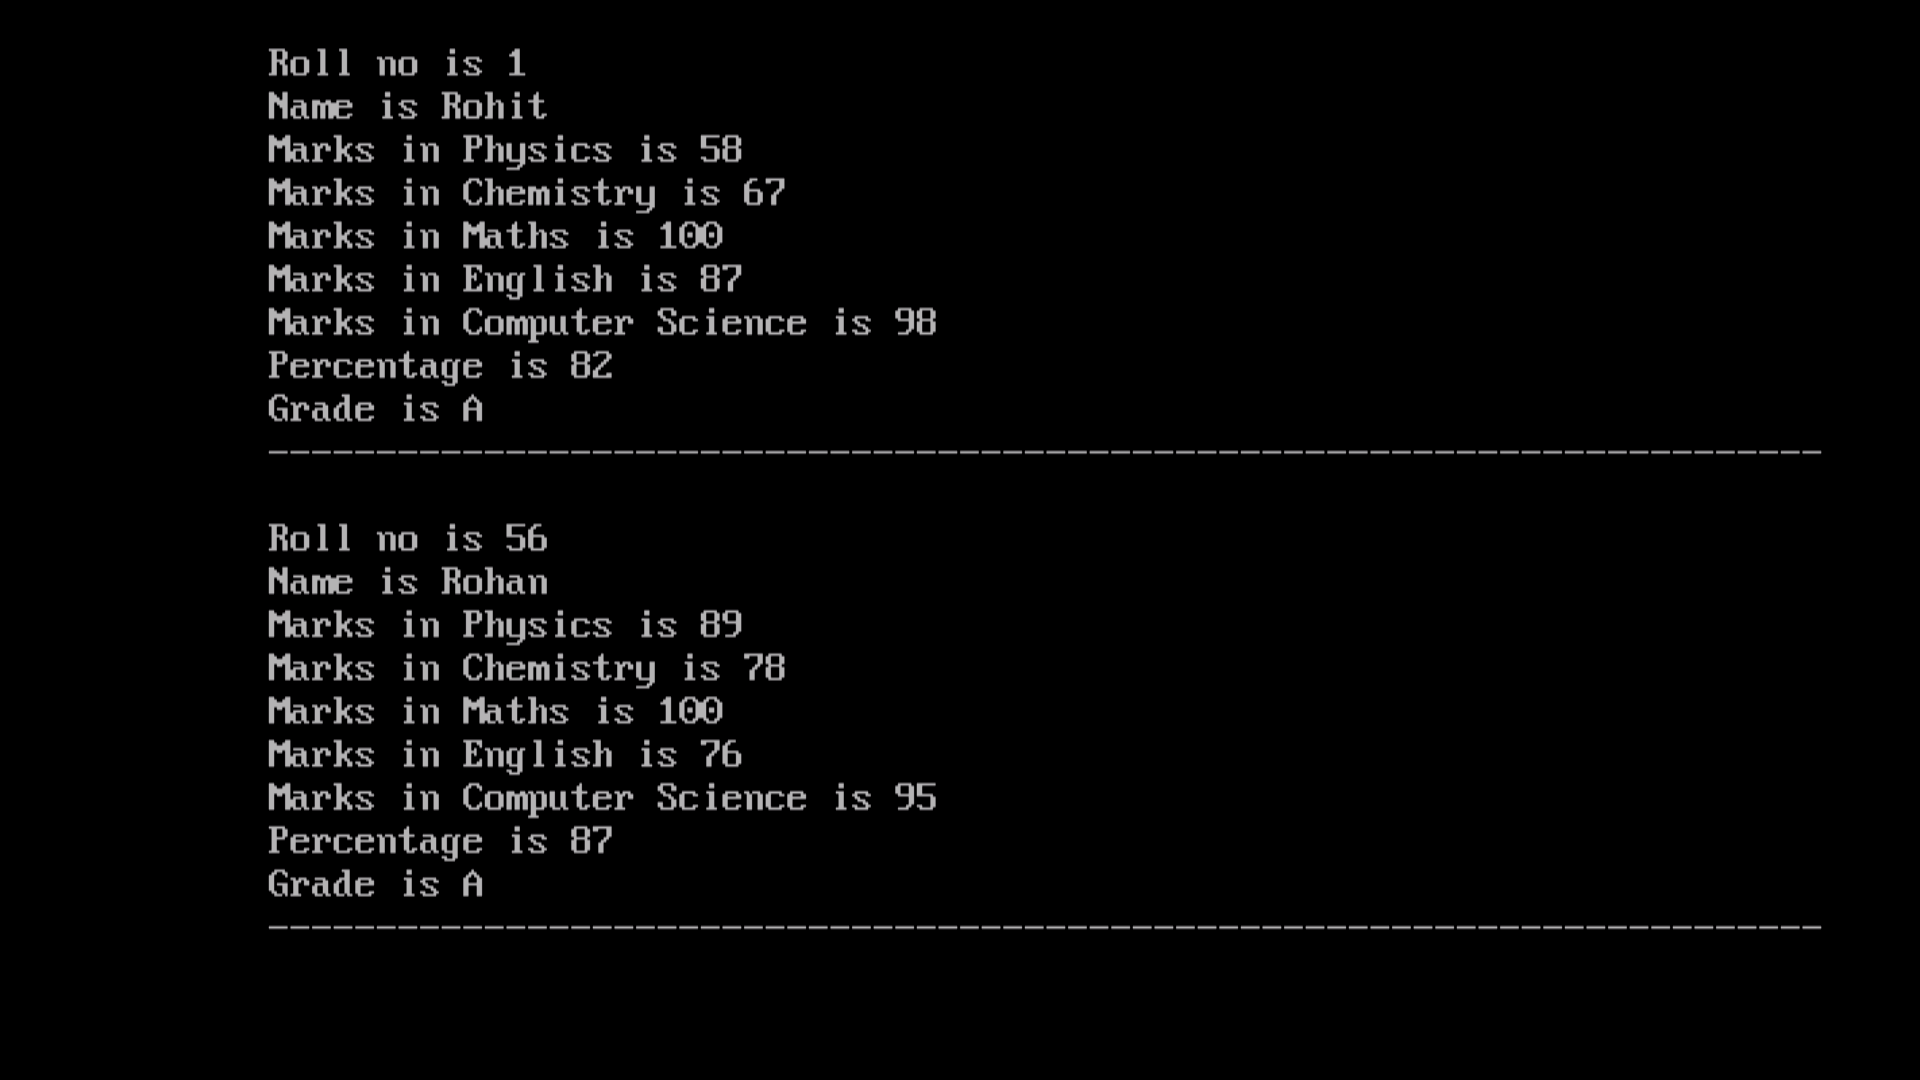 Roll no is 1
Name is Rohit
Marks in Physics is 58
Marks in Chemistry is 67
Marks in Maths is 100
Marks in English is 87
Marks in Computer Science is 98
Percentage is 82
Grade is A
------------------------------------------------------------------------
Roll no is 56
Name is Rohan
Marks in Physics is 89
Marks in Chemistry is 78
Marks in Maths is 100
Marks in English is 76
Marks in Computer Science is 95
Percentage is 87
Grade is A
------------------------------------------------------------------------